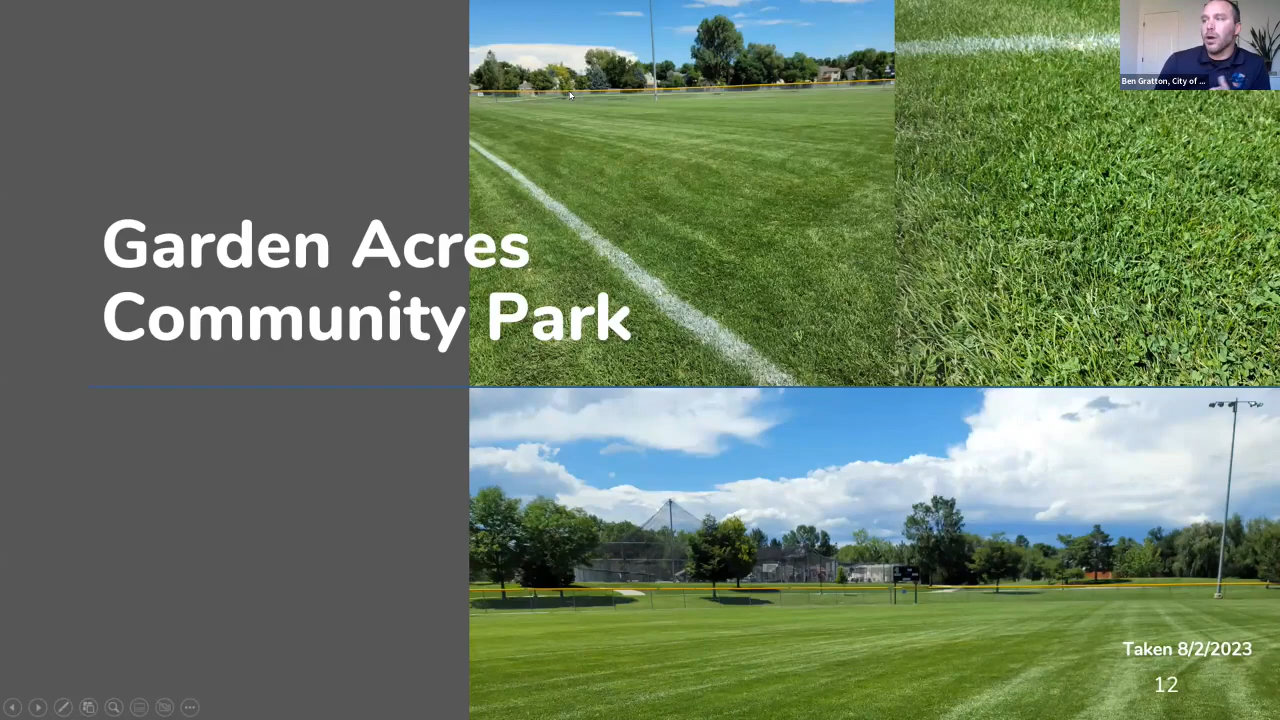 Ben Gratton, City of ...
Garden Acres
Community Park
Taken 8/2/2023
12